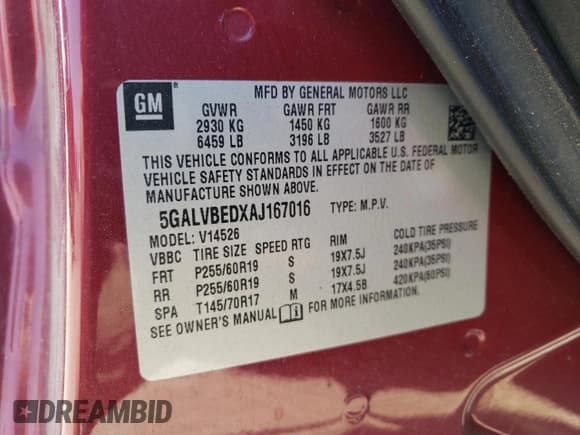 GM
MFD BY GENERAL MOTORS LLC
GVWR GAWR FRT GAWR RR
2930 KG 1450 KG 1600 KG
6459 LB 3196 LB 3527 LB
THIS VEHICLE CONFORMS TO ALL APPLICABLE U.S. FEDERAL MOTOR
VEHICLE SAFETY STANDARDS IN EFFECT ON THE DATE OF
MANUFACTURE SHOWN ABOVE.
5GALVBEDXAJ167016 TYPE: M.P.V.
MODEL: V14526
VBBC TIRE SIZE SPEED RTG RIM COLD TIRE PRESSURE
FRT P255/60R19 S 19X7.5J 240KPA(35PSI)
RR P255/60R19 S 19X7.5J 240KPA(35PSI)
SPA T145/70R17 M 17X4.5B 420KPA(60PSI)
SEE OWNER'S MANUAL FOR MORE INFORMATION.
DREAMBID